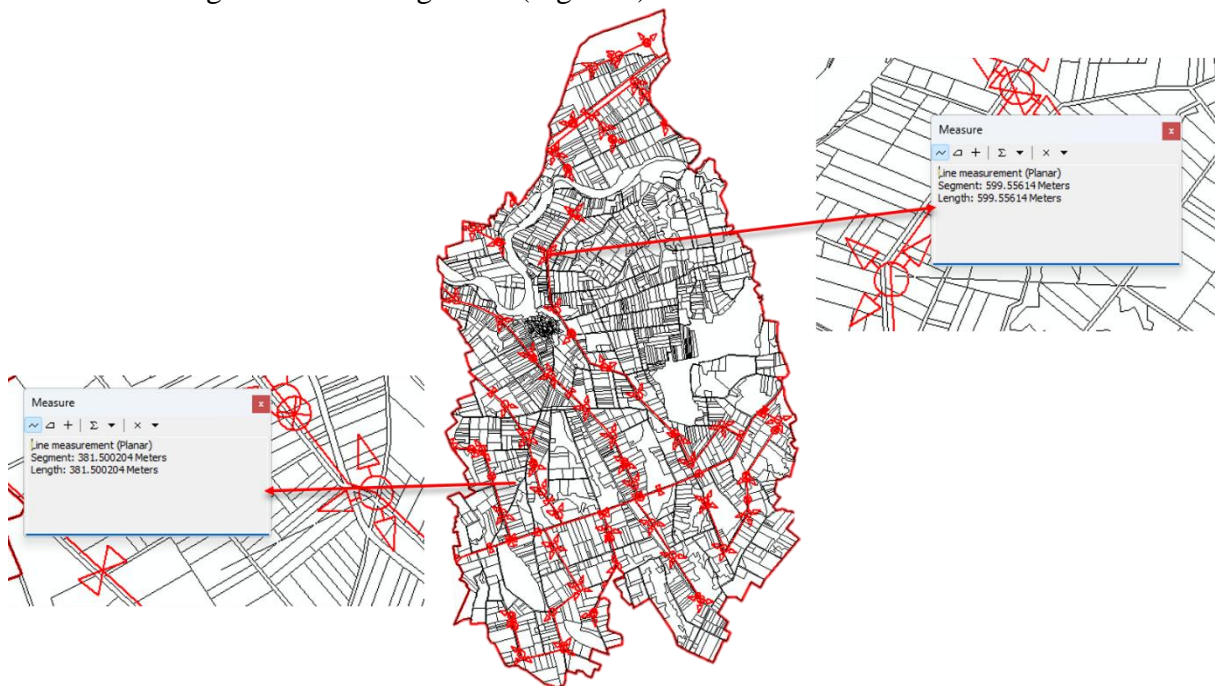 Measure
x
Σ
×
Line measurement (Planar)
Segment: 599.55614 Meters
Length: 599.55614 Meters
Measure
x
Σ
×
Line measurement (Planar)
Segment: 381.500204 Meters
Length: 381.500204 Meters